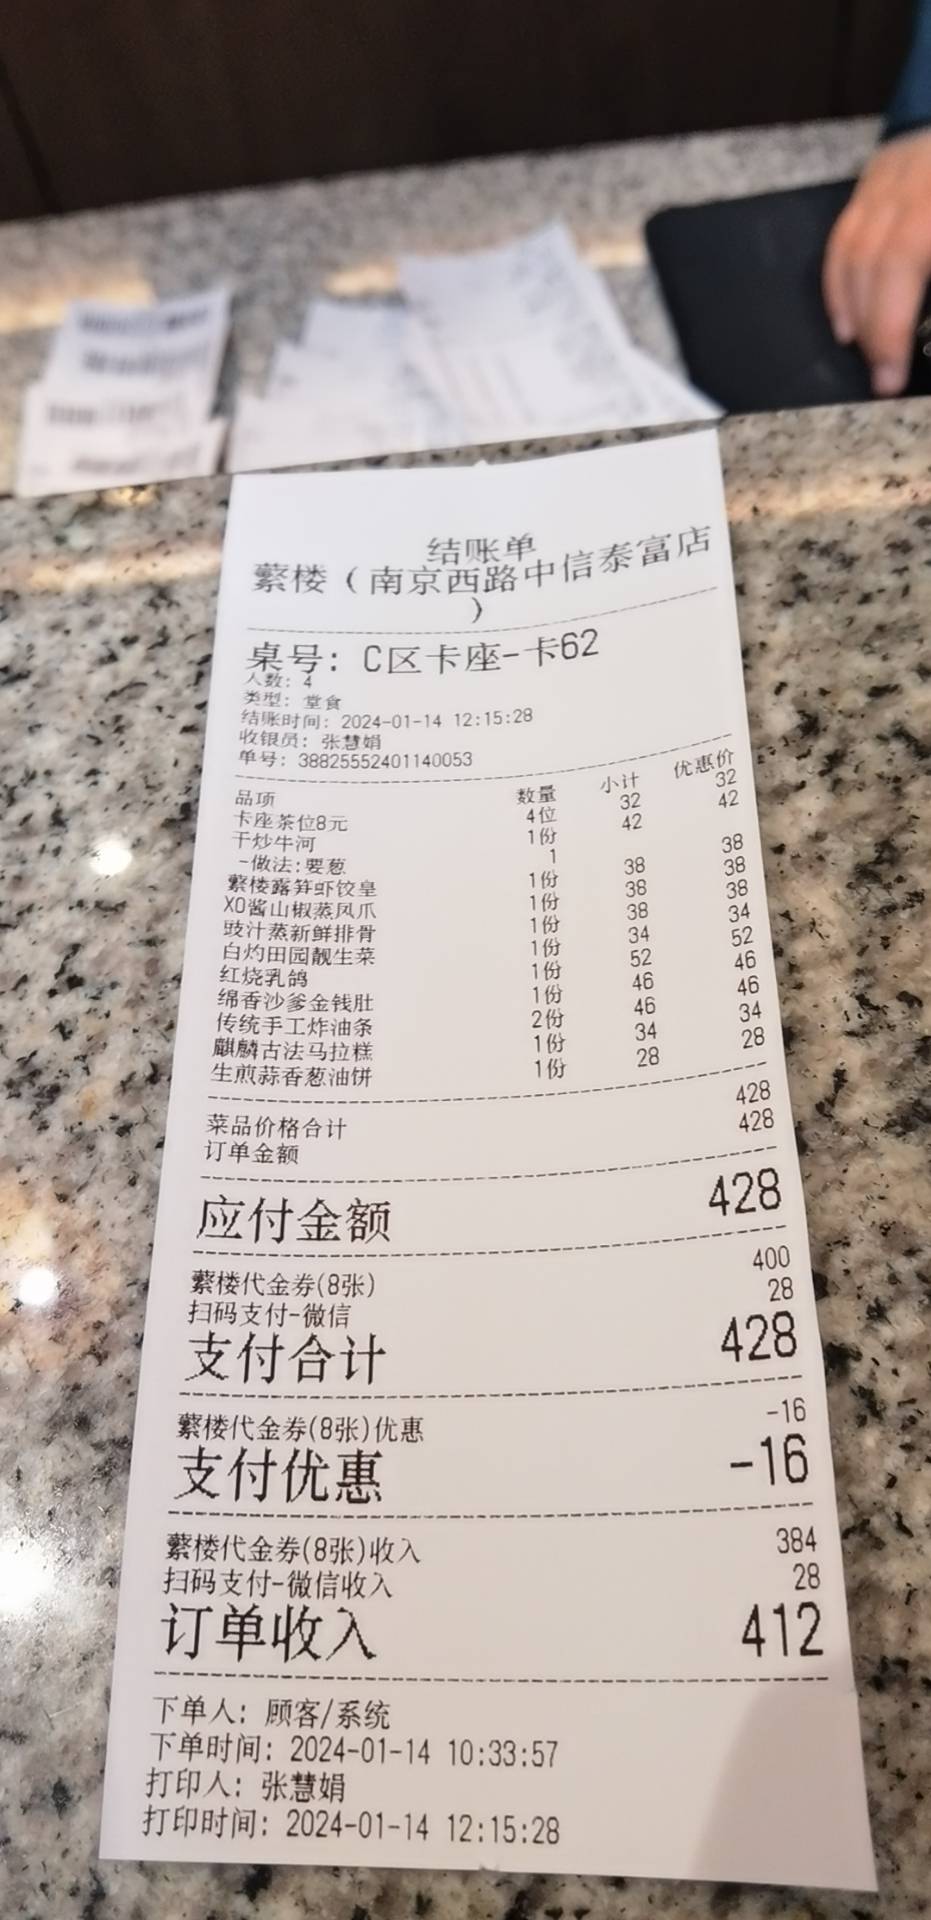 结账单
蘩楼（南京西路中信泰富店
）
桌号: C区卡座-卡62
人数: 4
类型: 堂食
结账时间: 2024-01-14 12:15:28
收银员: 张慧娟
单号: 38825552401140053
品项 数量 小计 优惠价
卡座茶位8元 4位 32 32
干炒牛河 1份 42 42
-做法:要葱 1
蘩楼露笋虾饺皇 1份 38 38
XO酱山椒蒸凤爪 1份 38 38
豉汁蒸新鲜排骨 1份 38 38
白灼田园靓生菜 1份 34 34
红烧乳鸽 1份 52 52
绵香沙爹金钱肚 1份 46 46
传统手工炸油条 2份 46 46
麒麟古法马拉糕 1份 34 34
生煎蒜香葱油饼 1份 28 28
菜品价格合计 428
订单金额 428
应付金额 428
蘩楼代金券(8张) 400
扫码支付-微信 28
支付合计 428
蘩楼代金券(8张)优惠 -16
支付优惠 -16
蘩楼代金券(8张)收入 384
扫码支付-微信收入 28
订单收入 412
下单人: 顾客/系统
下单时间: 2024-01-14 10:33:57
打印人: 张慧娟
打印时间: 2024-01-14 12:15:28